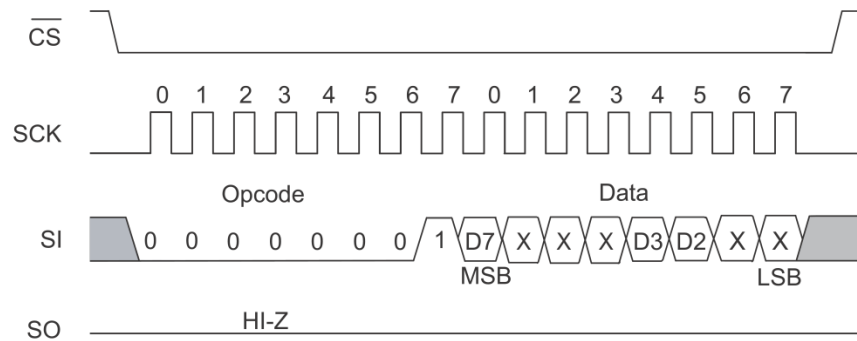 C̅S̅
0 1 2 3 4 5 6 7 0 1 2 3 4 5 6 7
SCK
Opcode Data
SI 0 0 0 0 0 0 0 1 D7 X X X D3 D2 X X
MSB LSB
HI-Z
SO